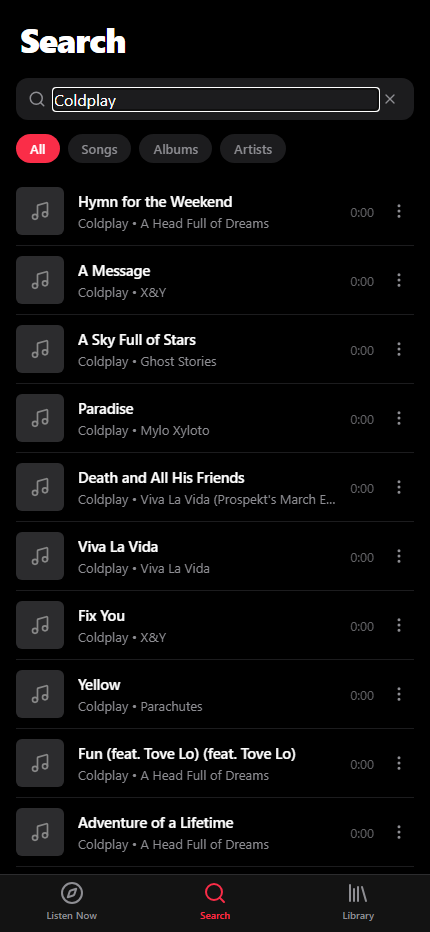 Search
Coldplay
All Songs Albums Artists
Hymn for the Weekend
Coldplay • A Head Full of Dreams
0:00
A Message
Coldplay • X&Y
0:00
A Sky Full of Stars
Coldplay • Ghost Stories
0:00
Paradise
Coldplay • Mylo Xyloto
0:00
Death and All His Friends
Coldplay • Viva La Vida (Prospekt's March E...
0:00
Viva La Vida
Coldplay • Viva La Vida
0:00
Fix You
Coldplay • X&Y
0:00
Yellow
Coldplay • Parachutes
0:00
Fun (feat. Tove Lo) (feat. Tove Lo)
Coldplay • A Head Full of Dreams
0:00
Adventure of a Lifetime
Coldplay • A Head Full of Dreams
0:00
Listen Now Search Library